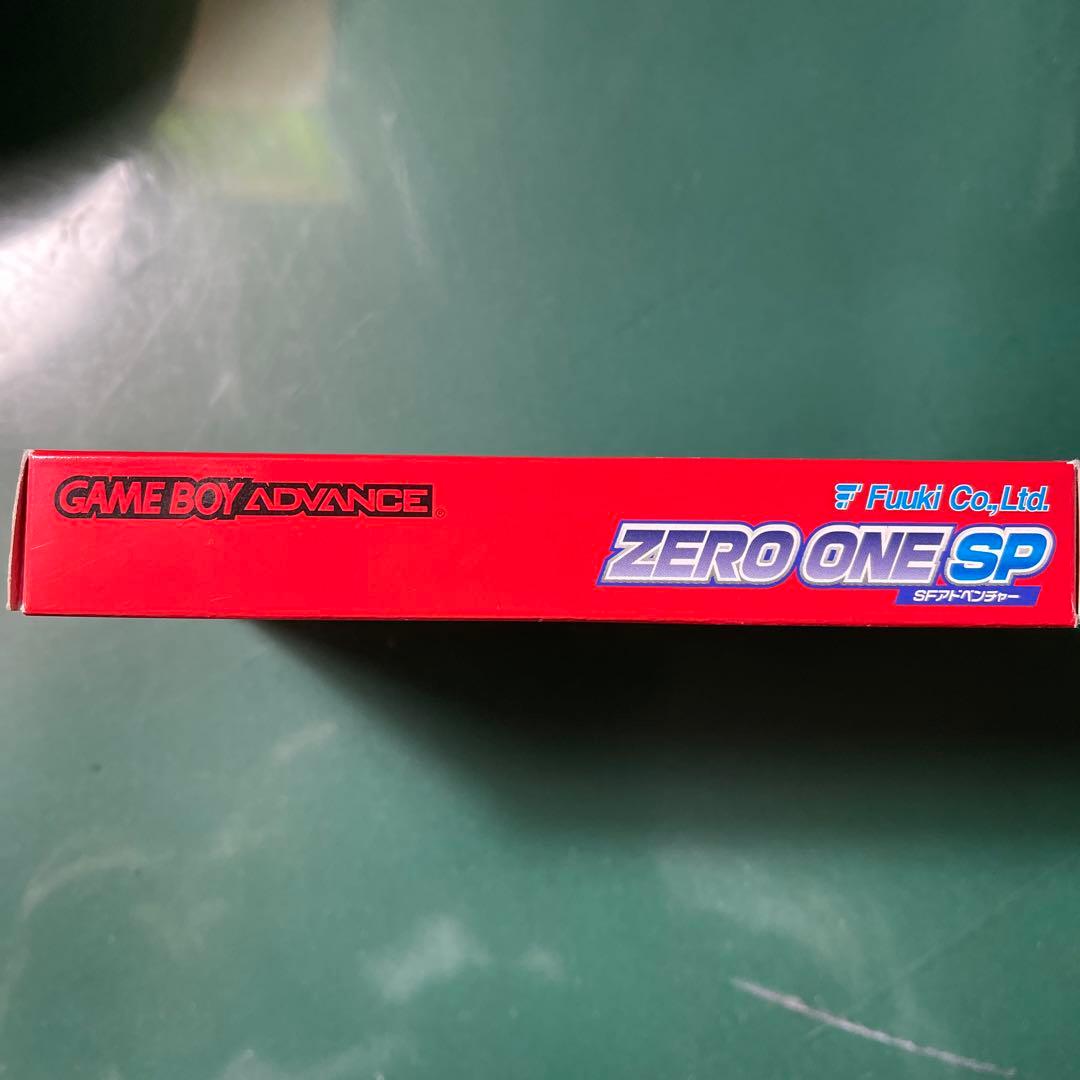 GAME BOY ADVANCE®
Fuuki Co.,Ltd.
ZERO ONE SP
SFアドベンチャー